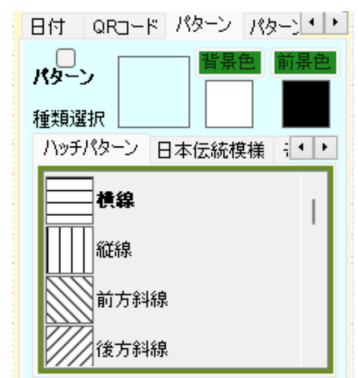 日付 QRコード パターン パターン
パターン
背景色 前景色
種類選択
ハッチパターン 日本伝統模様
横線
縦線
前方斜線
後方斜線